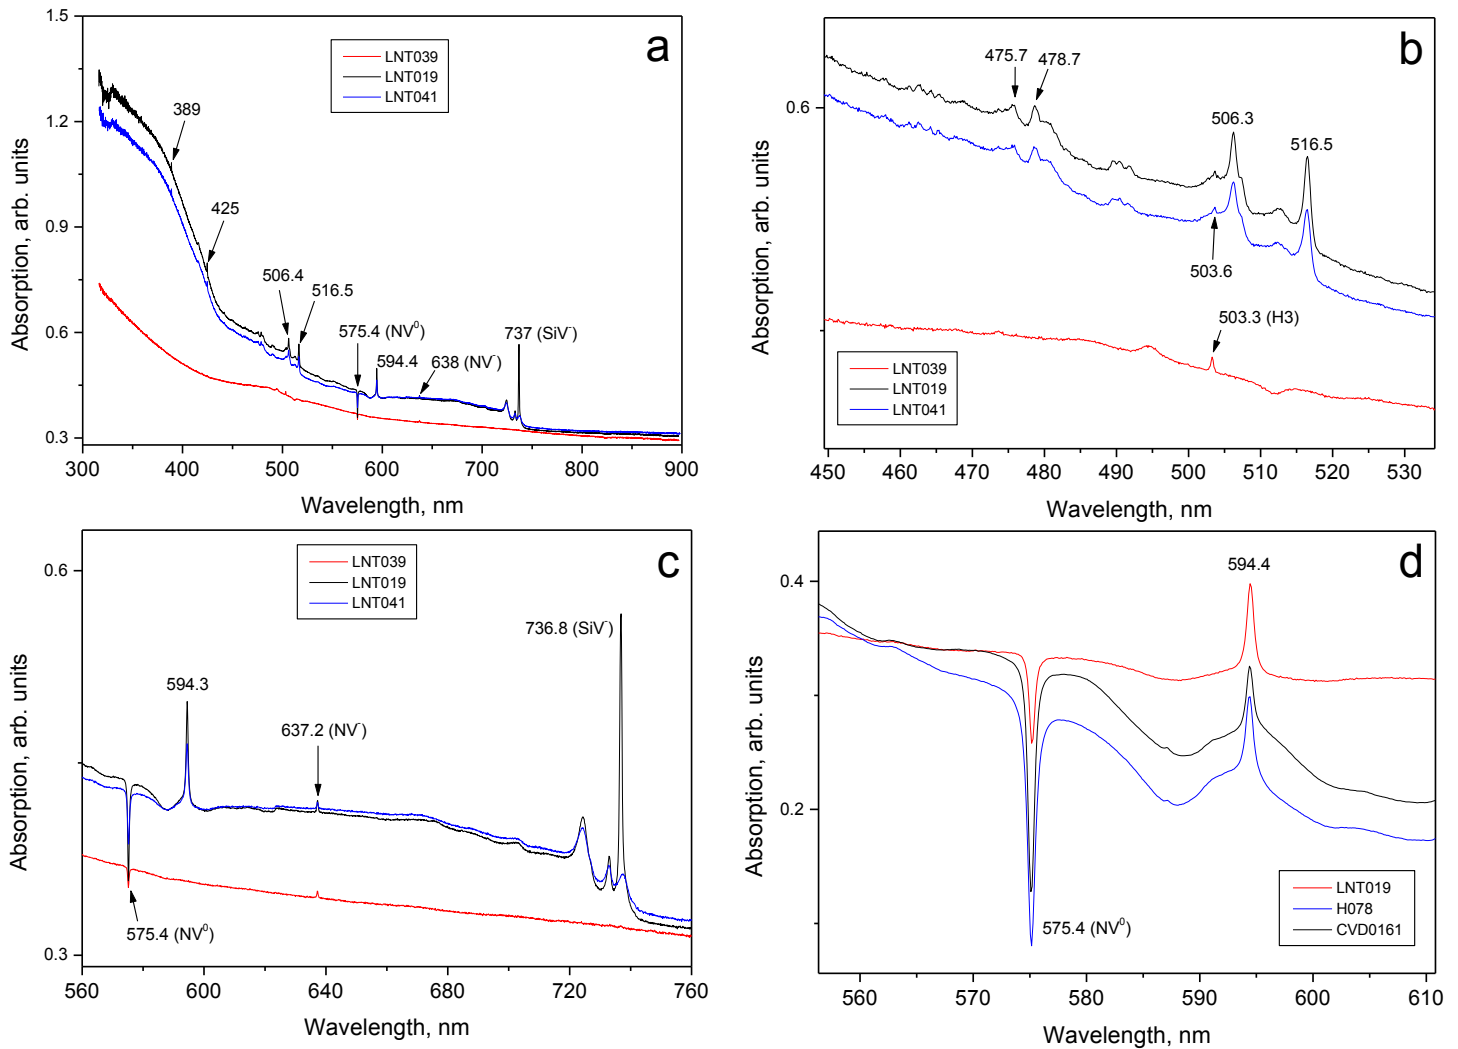 a
LNT039
LNT019
LNT041
389
425
506.4
516.5
575.4 (NV⁰)
594.4
638 (NV⁻)
737 (SiV⁻)
1.5
1.2
0.9
0.6
0.3
300 400 500 600 700 800 900
Absorption, arb. units
Wavelength, nm
b
475.7
478.7
506.3
516.5
503.6
503.3 (H3)
LNT039
LNT019
LNT041
0.6
450 460 470 480 490 500 510 520 530
Absorption, arb. units
Wavelength, nm
c
LNT039
LNT019
LNT041
736.8 (SiV⁻)
594.3
637.2 (NV⁻)
575.4 (NV⁰)
0.6
0.3
560 600 640 680 720 760
Absorption, arb. units
Wavelength, nm
d
594.4
575.4 (NV⁰)
LNT019
H078
CVD0161
0.4
0.2
560 570 580 590 600 610
Absorption, arb. units
Wavelength, nm